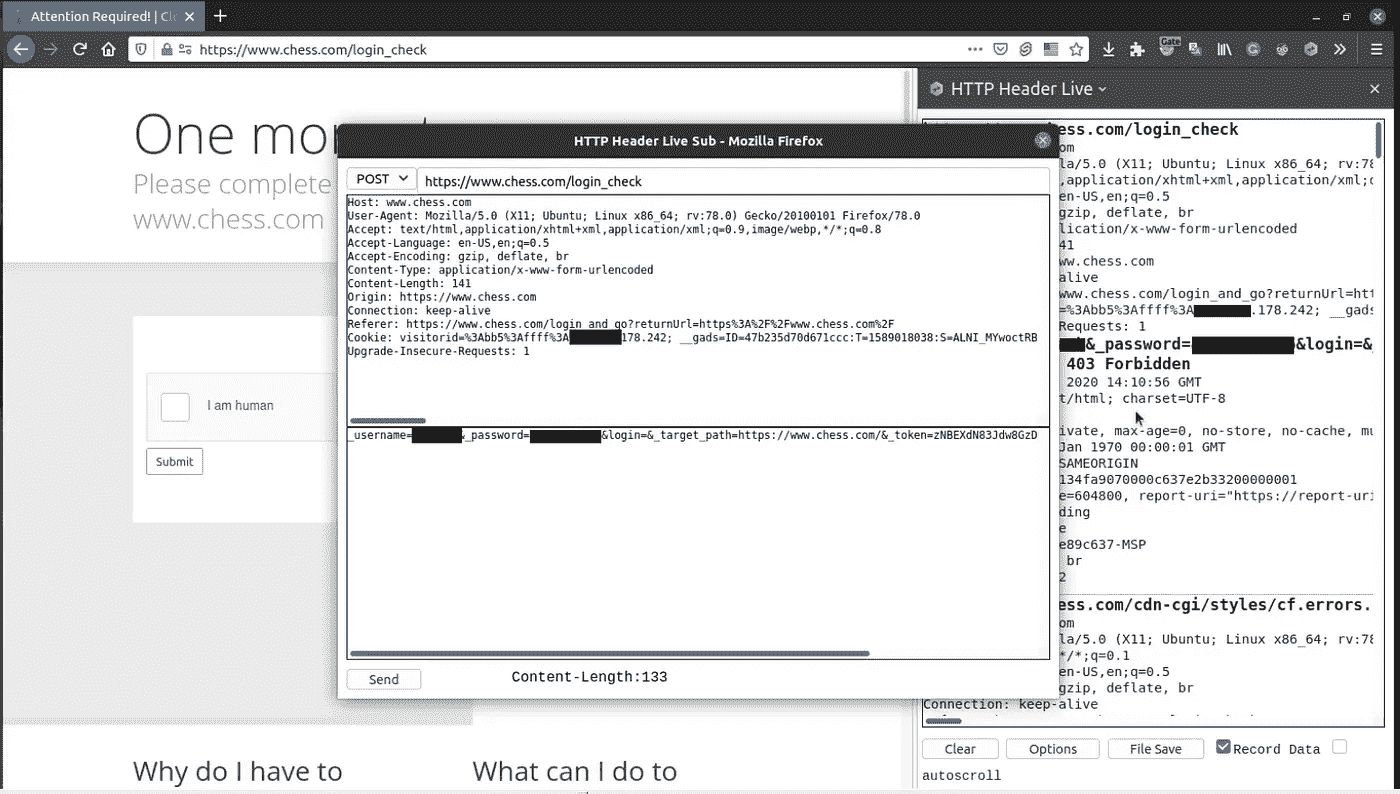 Attention Required! | Cl
https://www.chess.com/login_check
Gate
One mor
Please complete
www.chess.com
I am human
Submit
Why do I have to
What can I do to
HTTP Header Live Sub - Mozilla Firefox
POST
https://www.chess.com/login_check
Host: www.chess.com
User-Agent: Mozilla/5.0 (X11; Ubuntu; Linux x86_64; rv:78.0) Gecko/20100101 Firefox/78.0
Accept: text/html,application/xhtml+xml,application/xml;q=0.9,image/webp,*/*;q=0.8
Accept-Language: en-US,en;q=0.5
Accept-Encoding: gzip, deflate, br
Content-Type: application/x-www-form-urlencoded
Content-Length: 141
Origin: https://www.chess.com
Connection: keep-alive
Referer: https://www.chess.com/login_and_go?returnUrl=https%3A%2F%2Fwww.chess.com%2F
Cookie: visitorid=%3Abb5%3Affff%3A 178.242; __gads=ID=47b235d70d671ccc:T=1589018038:S=ALNI_MYwoctRB
Upgrade-Insecure-Requests: 1
_username= &_password= &login=&_target_path=https://www.chess.com/&_token=zNBEXdN83Jdw8GzD
Send
Content-Length:133
HTTP Header Live
ess.com/login_check
om
la/5.0 (X11; Ubuntu; Linux x86_64; rv:78
,application/xhtml+xml,application/xml;q
en-US,en;q=0.5
gzip, deflate, br
lication/x-www-form-urlencoded
41
ww.chess.com
alive
www.chess.com/login_and_go?returnUrl=htt
=%3Abb5%3Affff%3A .178.242; __gads
Requests: 1
&_password= &login=&_
403 Forbidden
2020 14:10:56 GMT
t/html; charset=UTF-8
ivate, max-age=0, no-store, no-cache, mu
Jan 1970 00:00:01 GMT
SAMEORIGIN
134fa9070000c637e2b33200000001
e=604800, report-uri="https://report-uri
ding
e
e89c637-MSP
br
2
ess.com/cdn-cgi/styles/cf.errors.
om
la/5.0 (X11; Ubuntu; Linux x86_64; rv:78
*/*;q=0.1
en-US,en;q=0.5
gzip, deflate, br
Connection: keep-alive
Clear
Options
File Save
Record Data
autoscroll